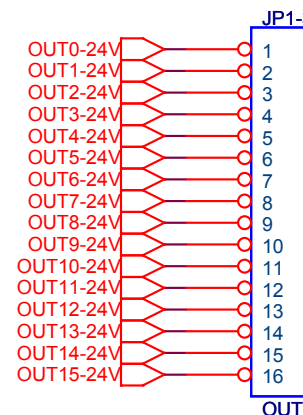 JP1-
OUT0-24V 1
OUT1-24V 2
OUT2-24V 3
OUT3-24V 4
OUT4-24V 5
OUT5-24V 6
OUT6-24V 7
OUT7-24V 8
OUT8-24V 9
OUT9-24V 10
OUT10-24V 11
OUT11-24V 12
OUT12-24V 13
OUT13-24V 14
OUT14-24V 15
OUT15-24V 16
OUT